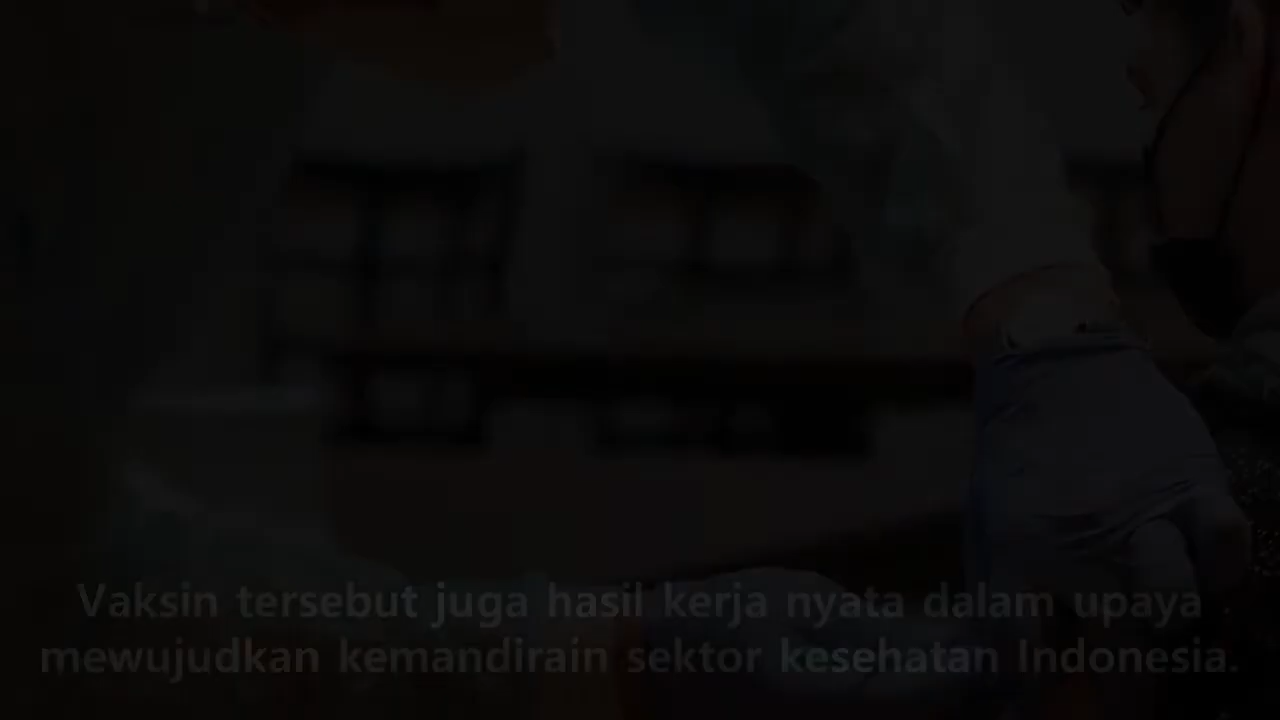 Vaksin tersebut juga hasil kerja nyata dalam upaya
mewujudkan kemandirain sektor kesehatan Indonesia.